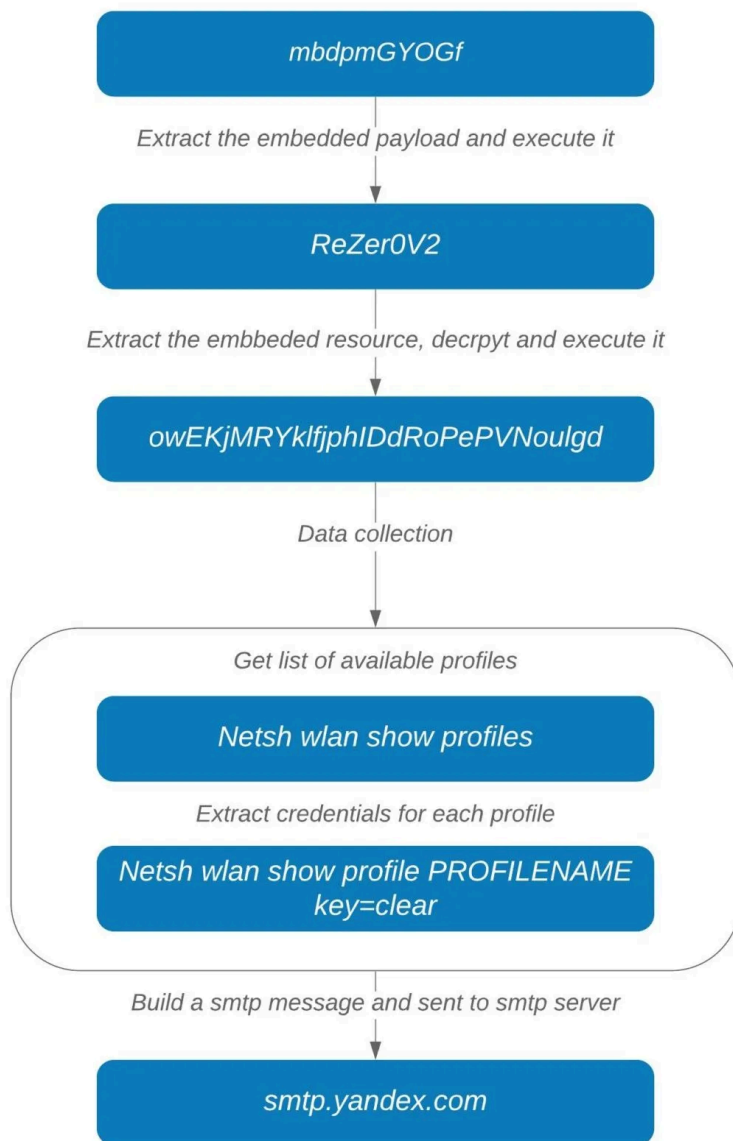 mbdpmGYOGf
Extract the embedded payload and execute it
ReZer0V2
Extract the embbeded resource, decrpyt and execute it
owEKjMRYklfjphIDdRoPePVNoulgd
Data collection
Get list of available profiles
Netsh wlan show profiles
Extract credentials for each profile
Netsh wlan show profile PROFILENAME
key=clear
Build a smtp message and sent to smtp server
smtp.yandex.com